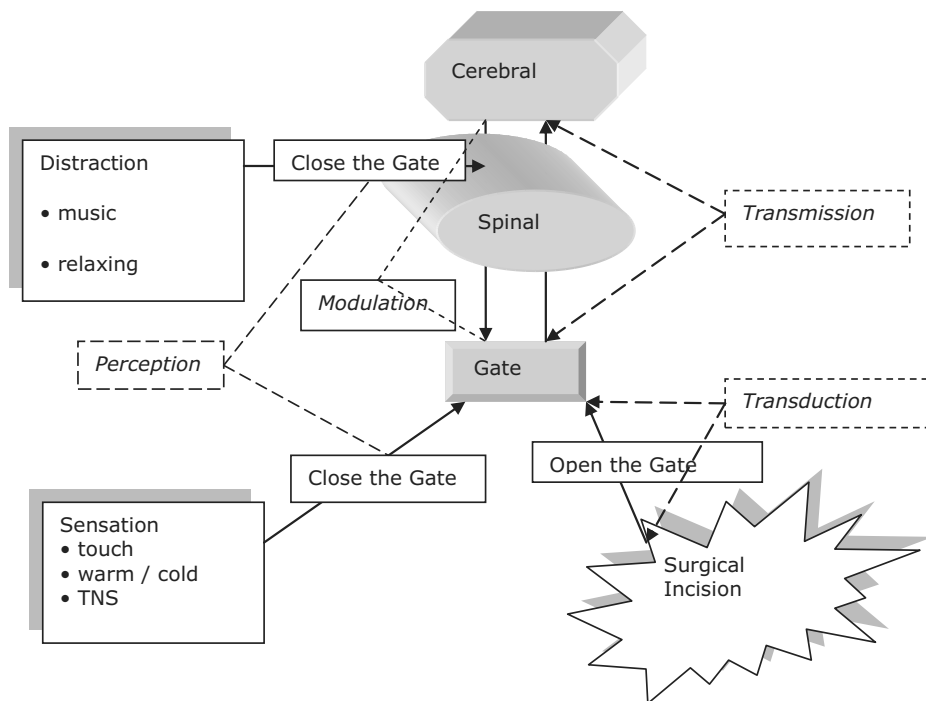 Cerebral
Distraction
• music
• relaxing
Close the Gate
Spinal
Transmission
Modulation
Perception
Gate
Transduction
Close the Gate
Open the Gate
Sensation
• touch
• warm / cold
• TNS
Surgical
Incision